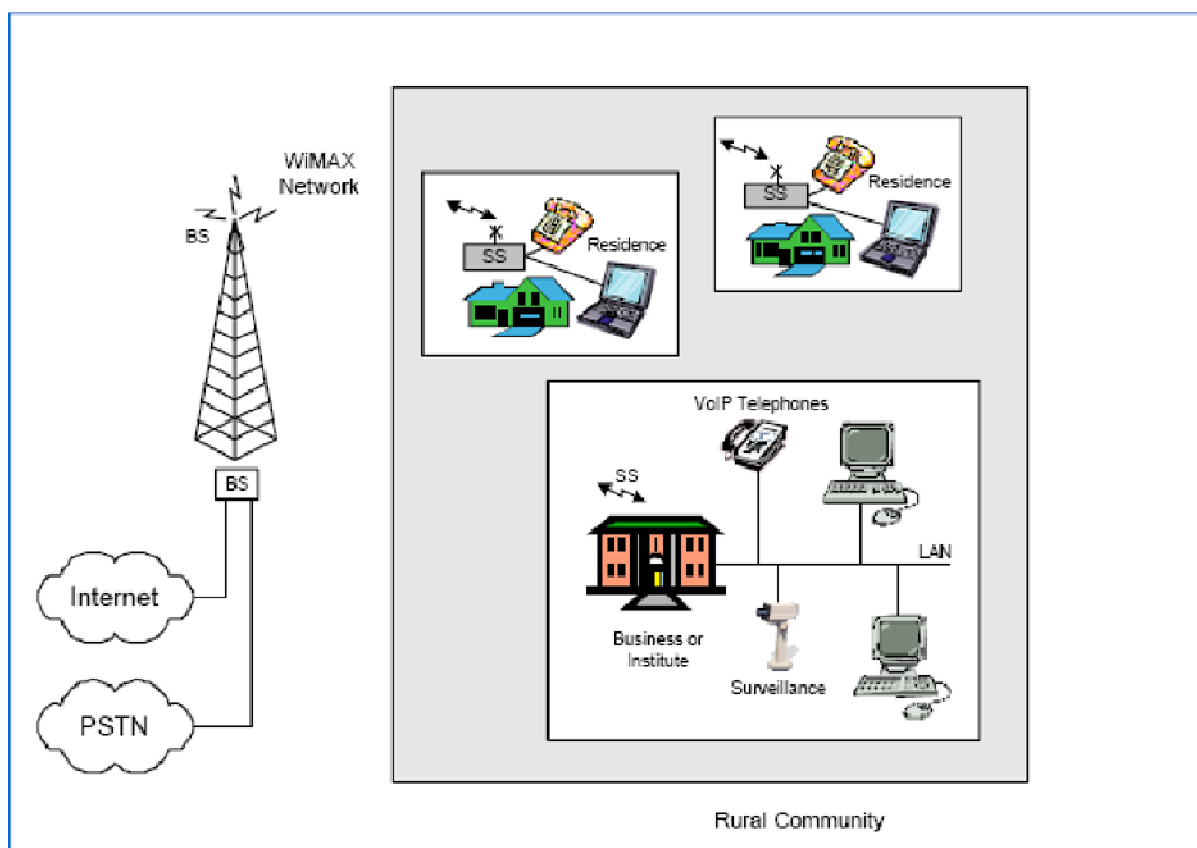 WiMAX
Network
BS
BS
Internet
PSTN
SS
Residence
SS
Residence
VoIP Telephones
SS
LAN
Business or
Institute
Surveillance
Rural Community